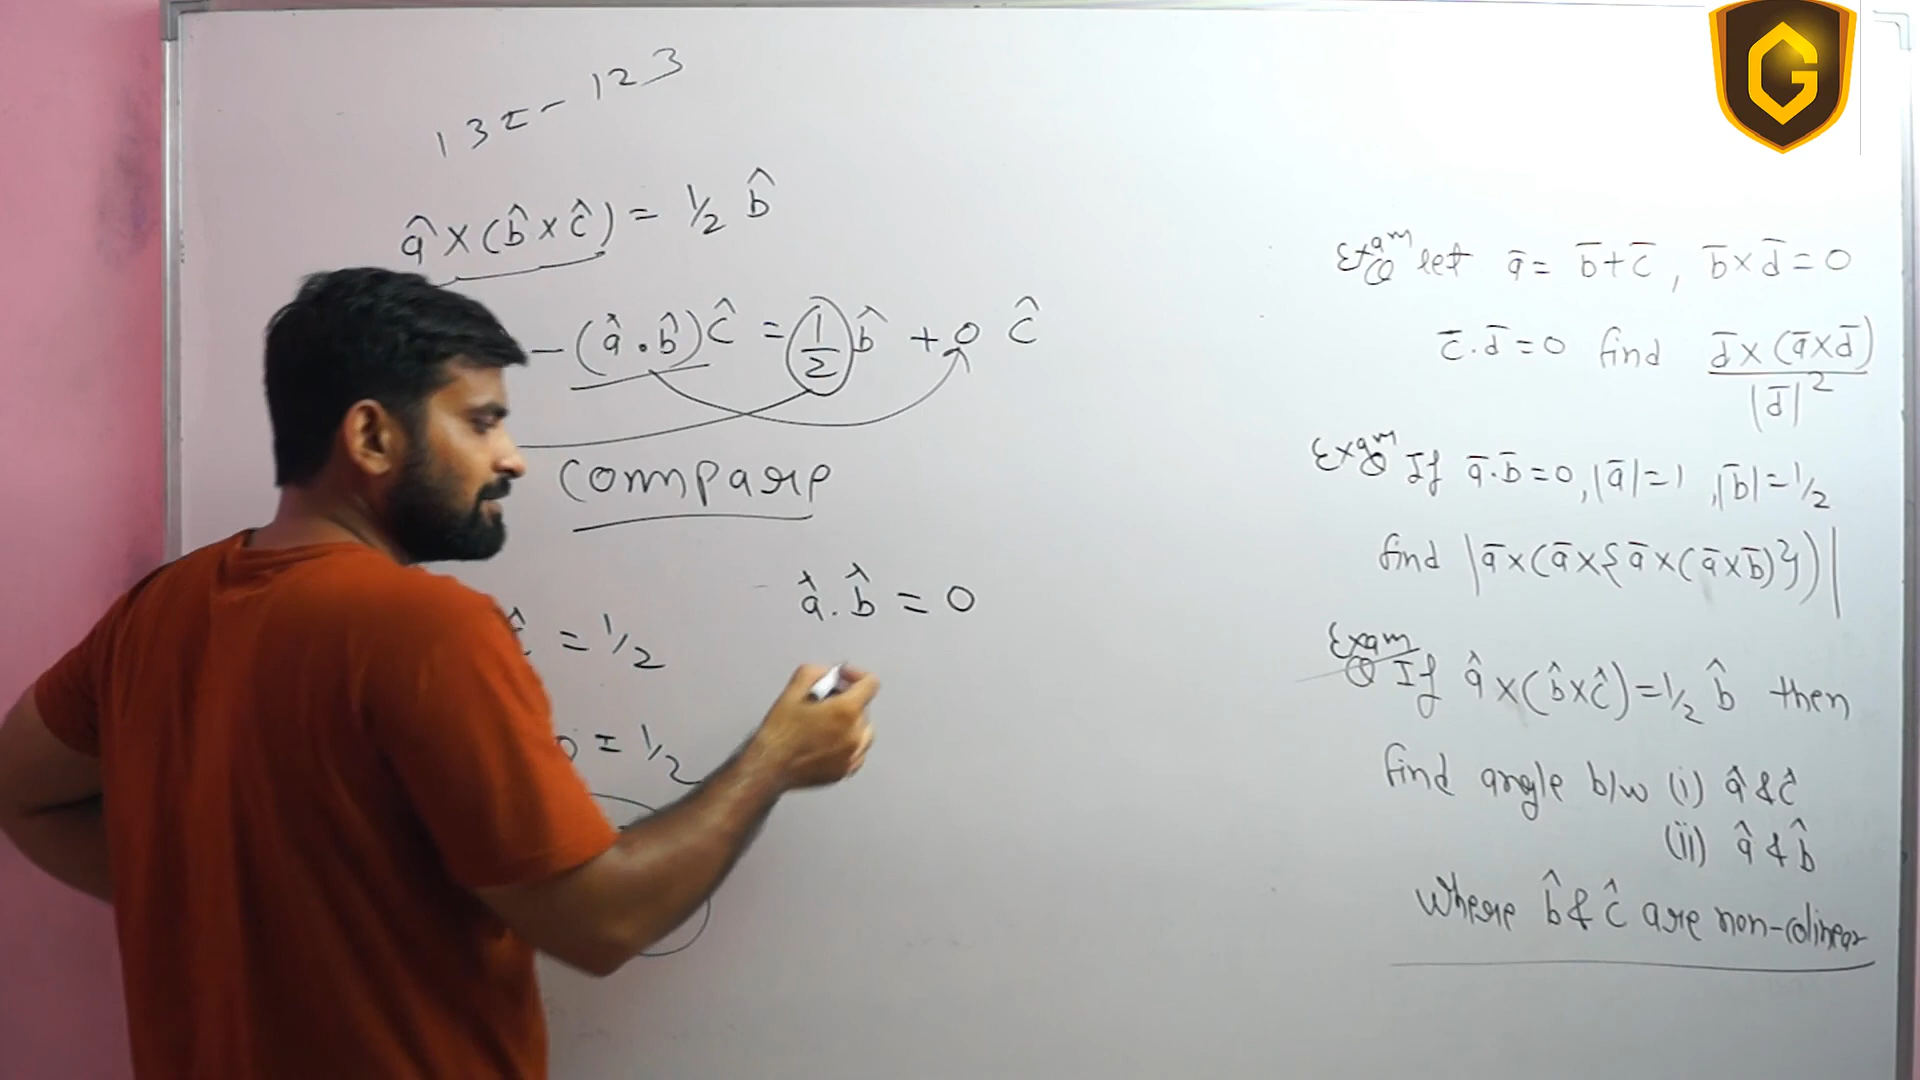 132 - 123
â × (b̂ × ĉ) = 1/2 b̂
- (â . b̂) ĉ = 1/2 b̂ + 0 ĉ
Compare
ĉ = 1/2
â . b̂ = 0
= 1/2
Exam Q let a̅ = b̅ + c̅ , b̅ × d̅ = 0
c̅ . d̅ = 0 find d̅ × (a̅ × d̅) / |d̅|²
Exam Q If a̅ . b̅ = 0, |a̅| = 1, |b̅| = 1/2
find |a̅ × (a̅ × {a̅ × (a̅ × b̅)})|
Exam Q If â × (b̂ × ĉ) = 1/2 b̂ then
find angle b/w (i) â & ĉ
(ii) â & b̂
where b̂ & ĉ are non-colinear
G